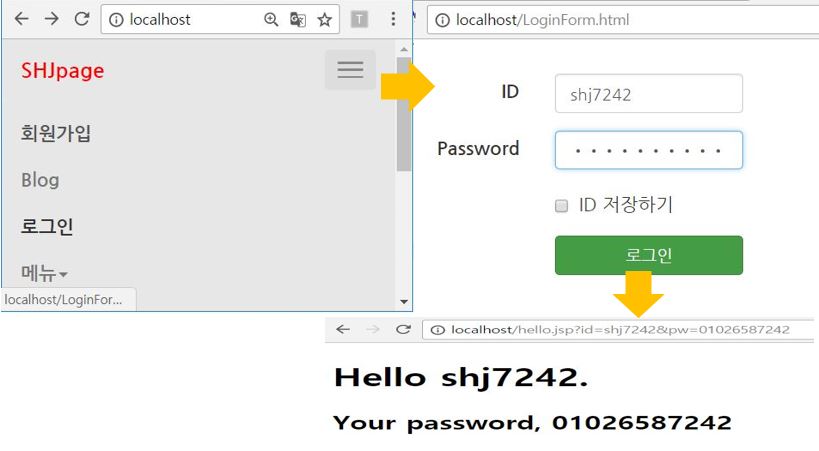 localhost
SHJpage
회원가입
Blog
로그인
메뉴
localhost/LoginFor...
localhost/LoginForm.html
ID
shj7242
Password
ID 저장하기
로그인
localhost/hello.jsp?id=shj7242&pw=01026587242
Hello shj7242.
Your password, 01026587242